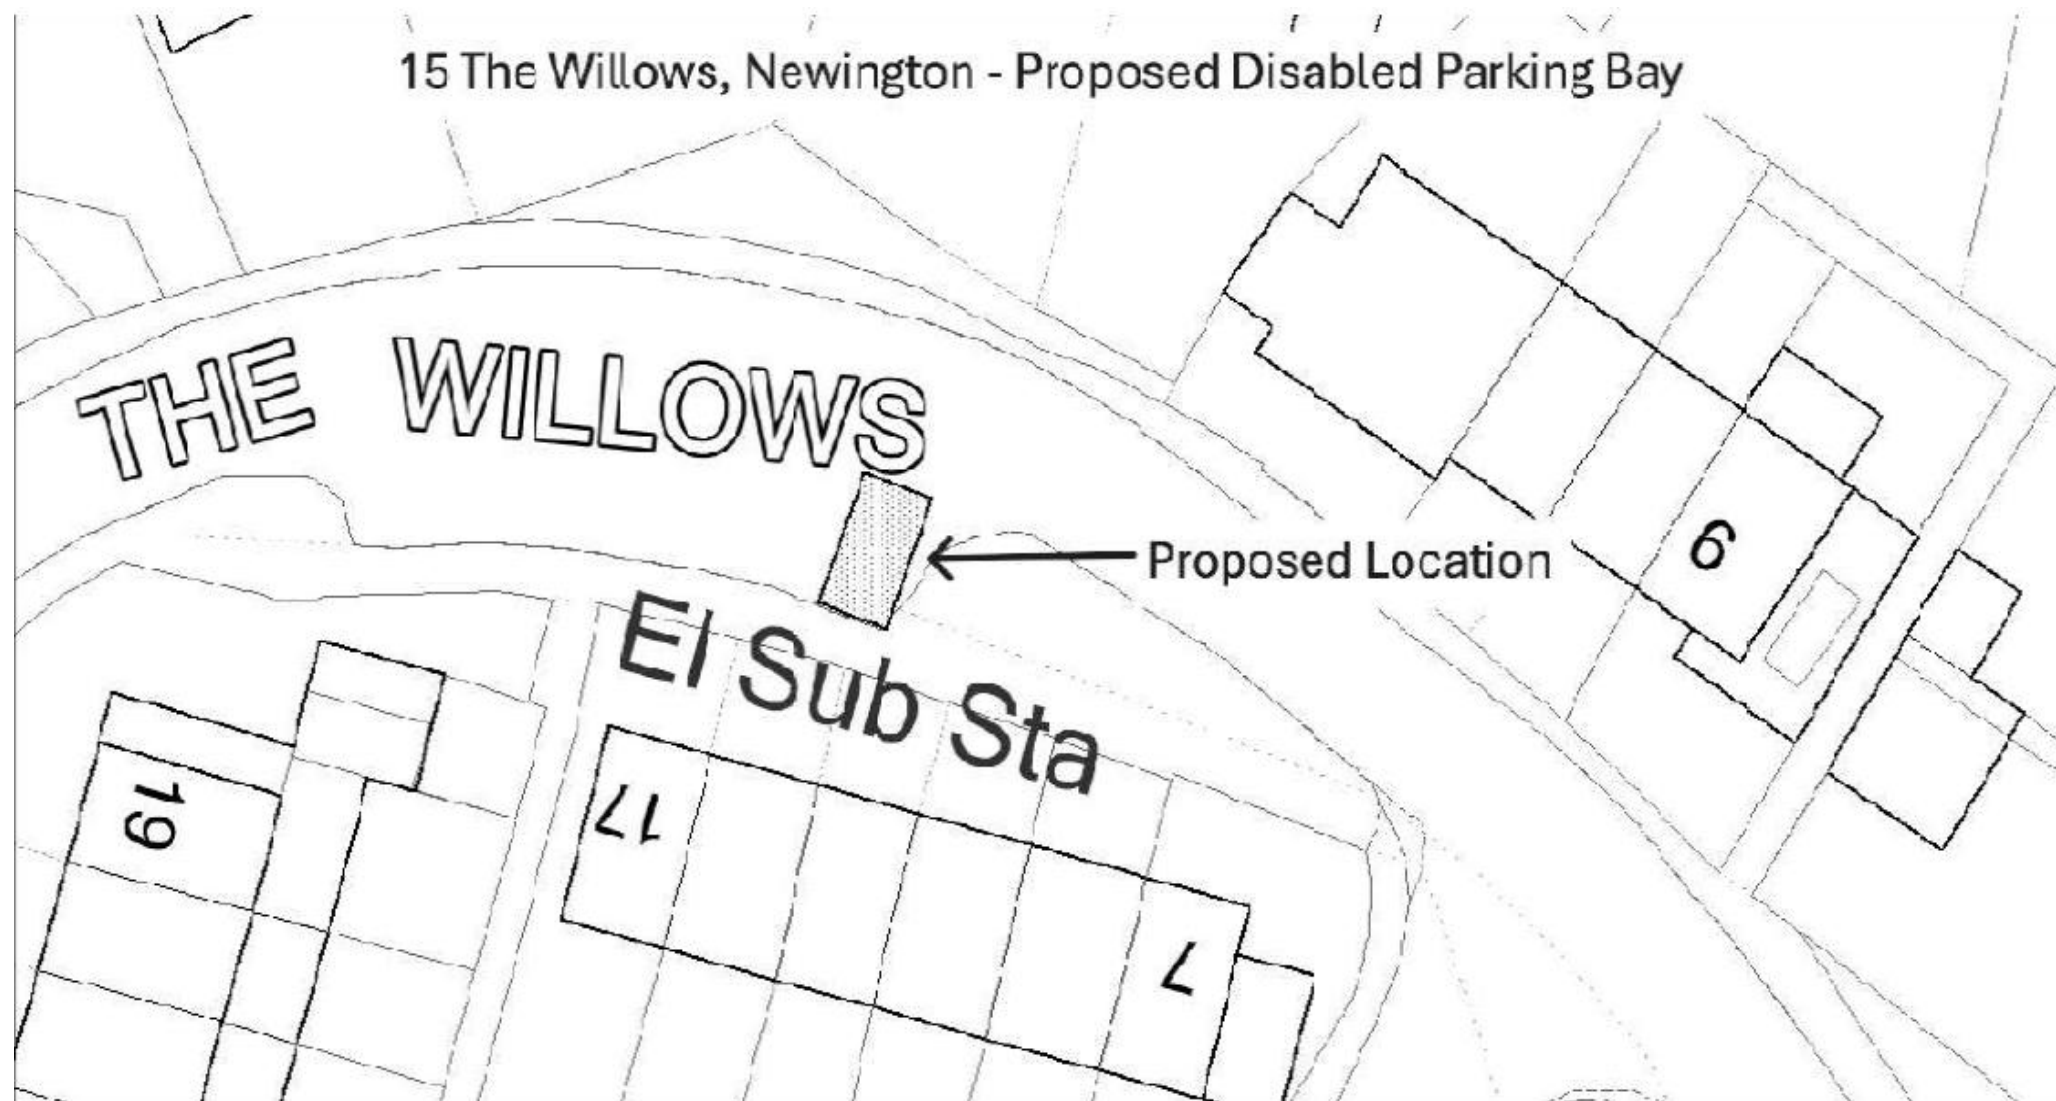 15 The Willows, Newington - Proposed Disabled Parking Bay
THE WILLOWS
Proposed Location
El Sub Sta
6
19
17
7